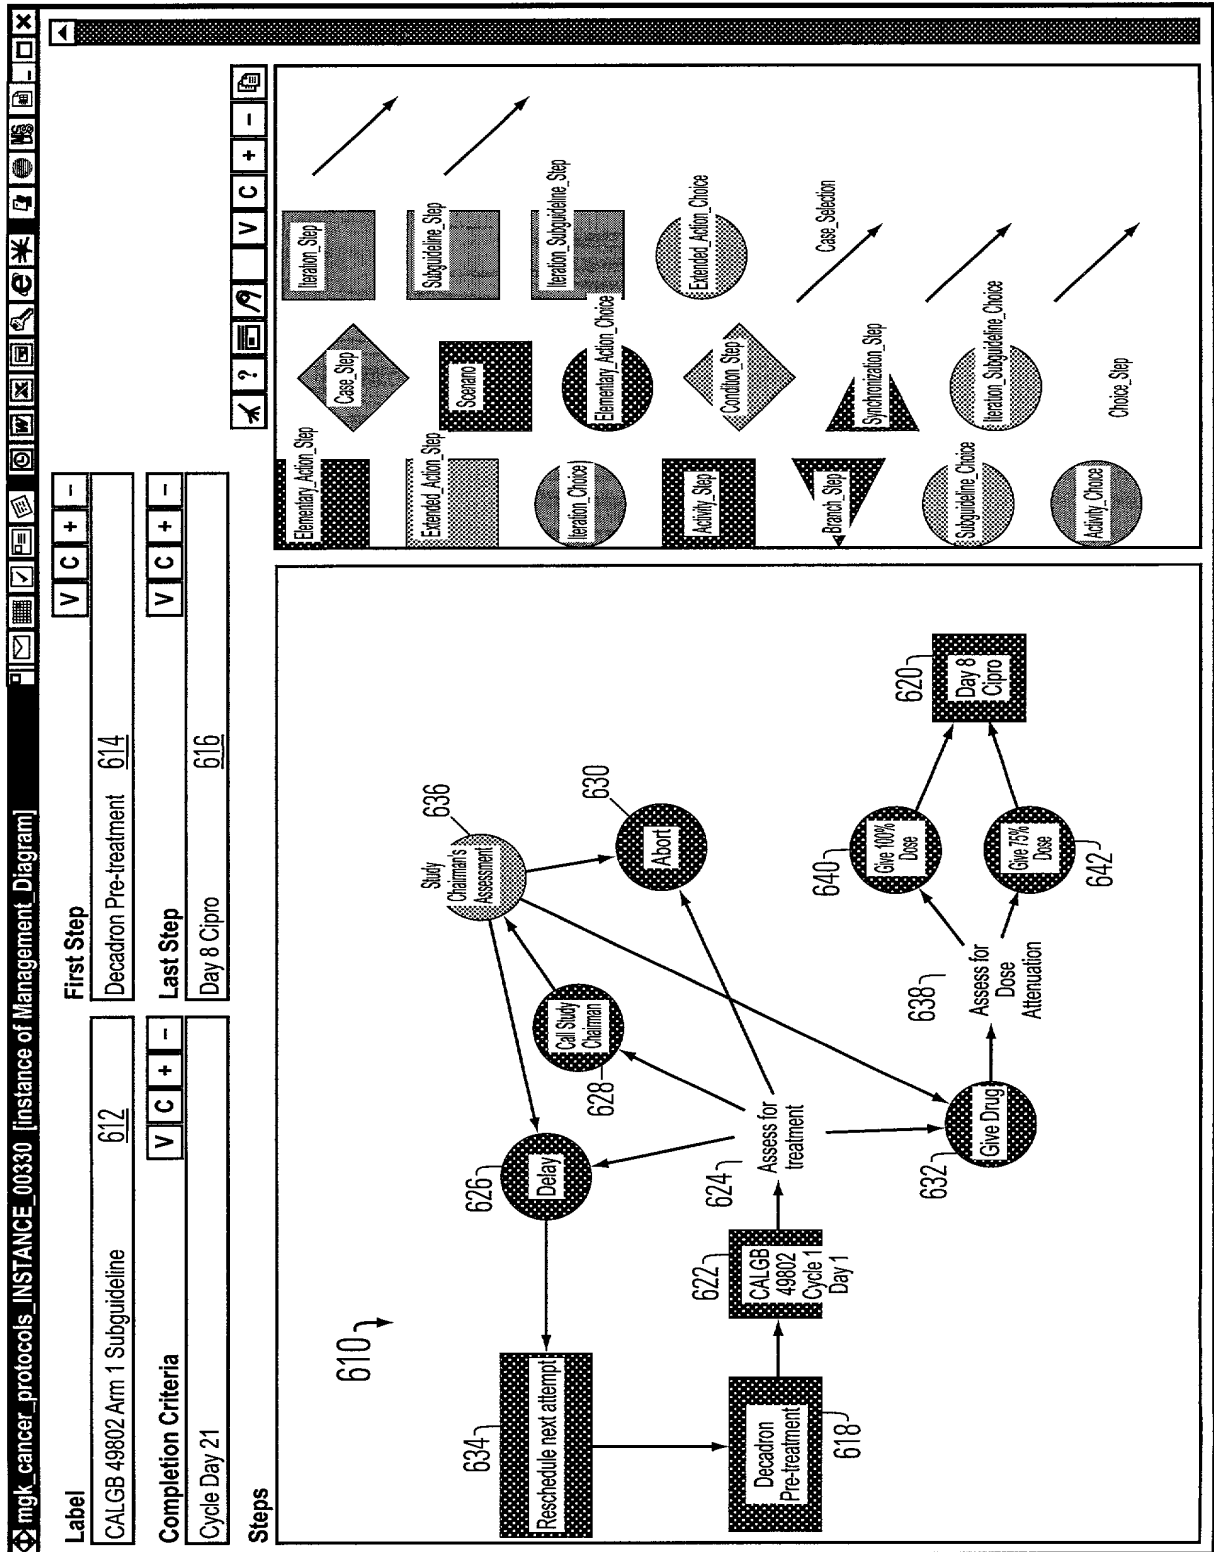 mgk_cancer_protocols_INSTANCE_00330 [instance of Management_Diagram]
Label
CALGB 49802 Arm 1 Subguideline 612
First Step
V C + -
Decadron Pre-treatment 614
Completion Criteria
V C + -
Cycle Day 21
Last Step
V C + -
Day 8 Cipro 616
Steps
? V C + -
610
634
Reschedule next attempt
626
Delay
636
Study
Chairman's
Assessment
Call Study
Chairman
628
630
Abort
Decadron
Pre-treatment
618
622
CALGB
49802
Cycle 1
Day 1
624
Assess for
treatment
632
Give Drug
638
Assess for
Dose
Attenuation
640
Give 100%
Dose
Give 75%
Dose
642
620
Day 8
Cipro
Elementary_Action_Step
Case_Step
Iteration_Step
Extended_Action_Step
Scenario
Subguideline_Step
Iteration_Choice
Elementary_Action_Choice
Iteration_Subguideline_Step
Activity_Step
Condition_Step
Extended_Action_Choice
Branch_Step
Synchronization_Step
Case_Selection
Subguideline_Choice
Iteration_Subguideline_Choice
Activity_Choice
Choice_Step